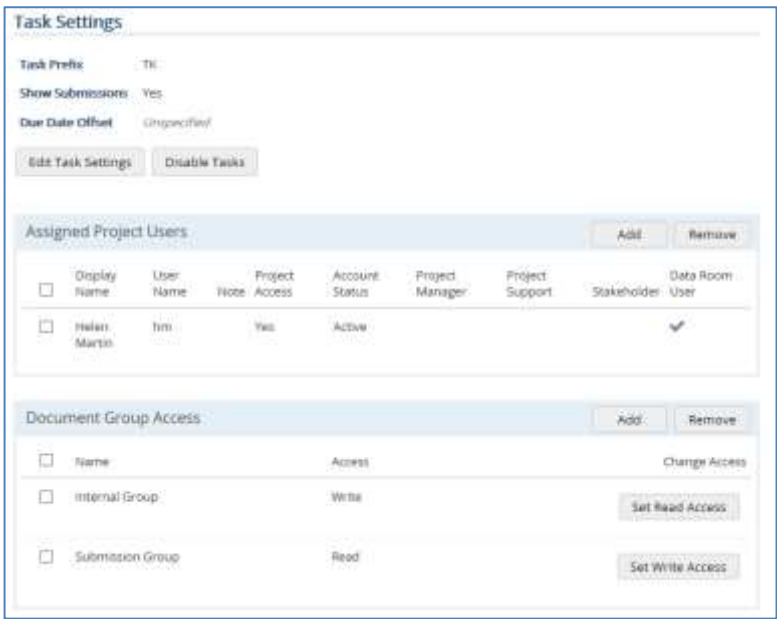 Task Settings
Task Prefix TK
Show Submissions Yes
Due Date Offset Unspecified
Edit Task Settings Disable Tasks
Assigned Project Users Add Remove
Display Name User Name Note Project Access Account Status Project Manager Project Support Stakeholder Data Room User
Helen Martin hm Yes Active
Document Group Access Add Remove
Name Access Change Access
Internal Group Write Set Read Access
Submission Group Read Set Write Access